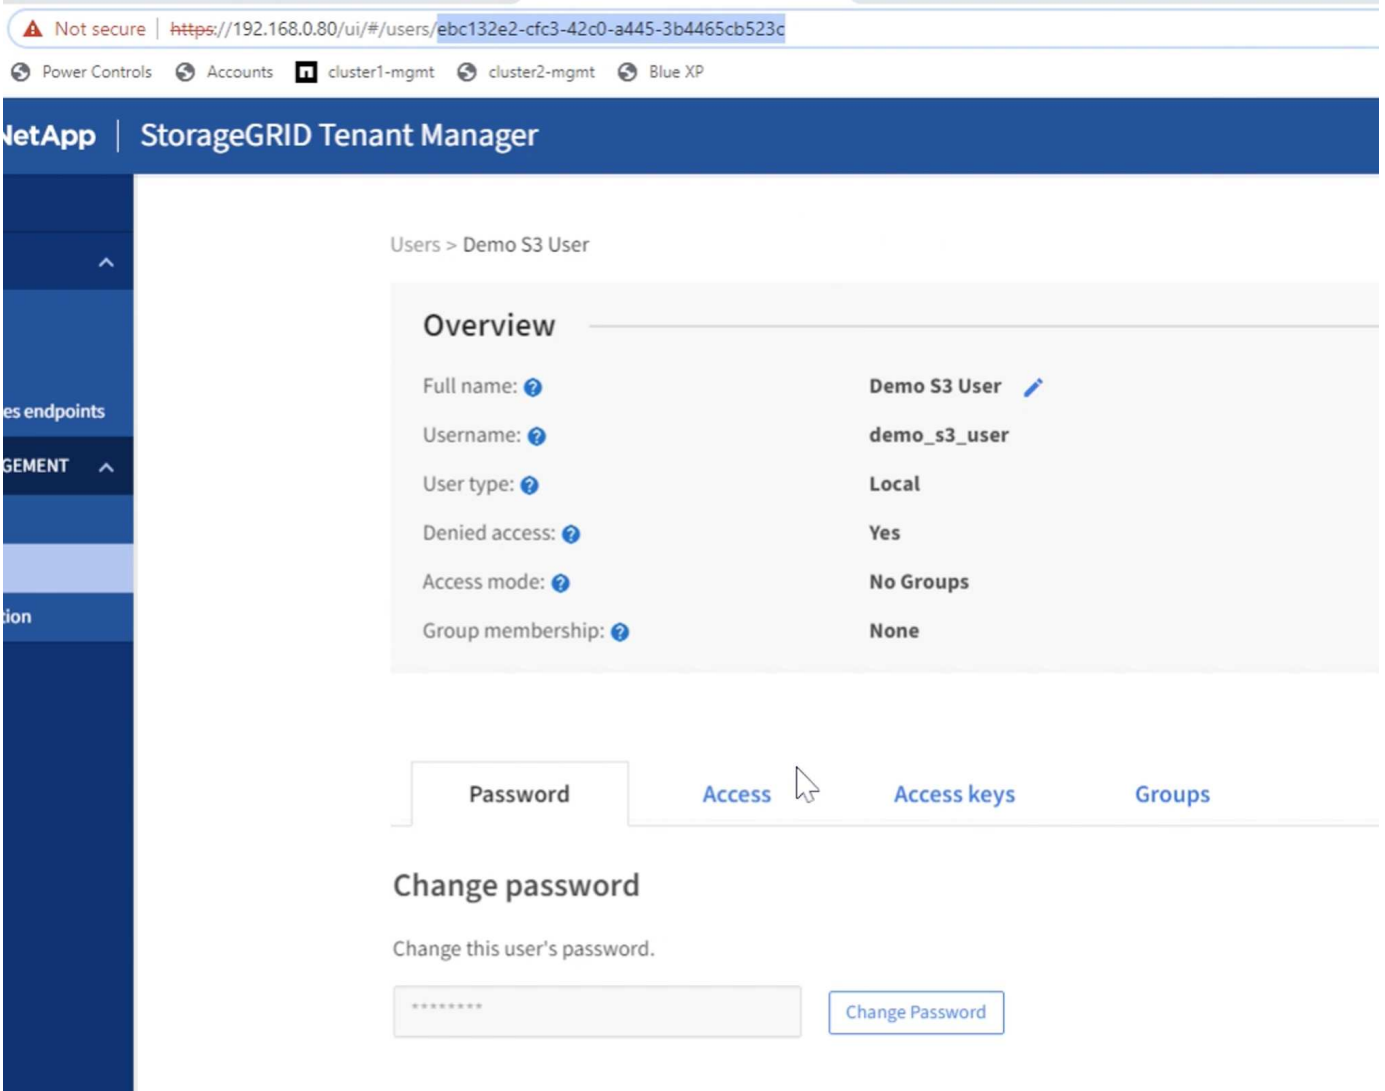 Not secure | https://192.168.0.80/ui/#/users/ebc132e2-cfc3-42c0-a445-3b4465cb523c
Power Controls Accounts cluster1-mgmt cluster2-mgmt Blue XP
NetApp | StorageGRID Tenant Manager
Users > Demo S3 User
Overview
Full name: Demo S3 User
es endpoints
Username: demo_s3_user
GEMENT
User type: Local
Denied access: Yes
Access mode: No Groups
tion
Group membership: None
Password Access Access keys Groups
Change password
Change this user's password.
********
Change Password